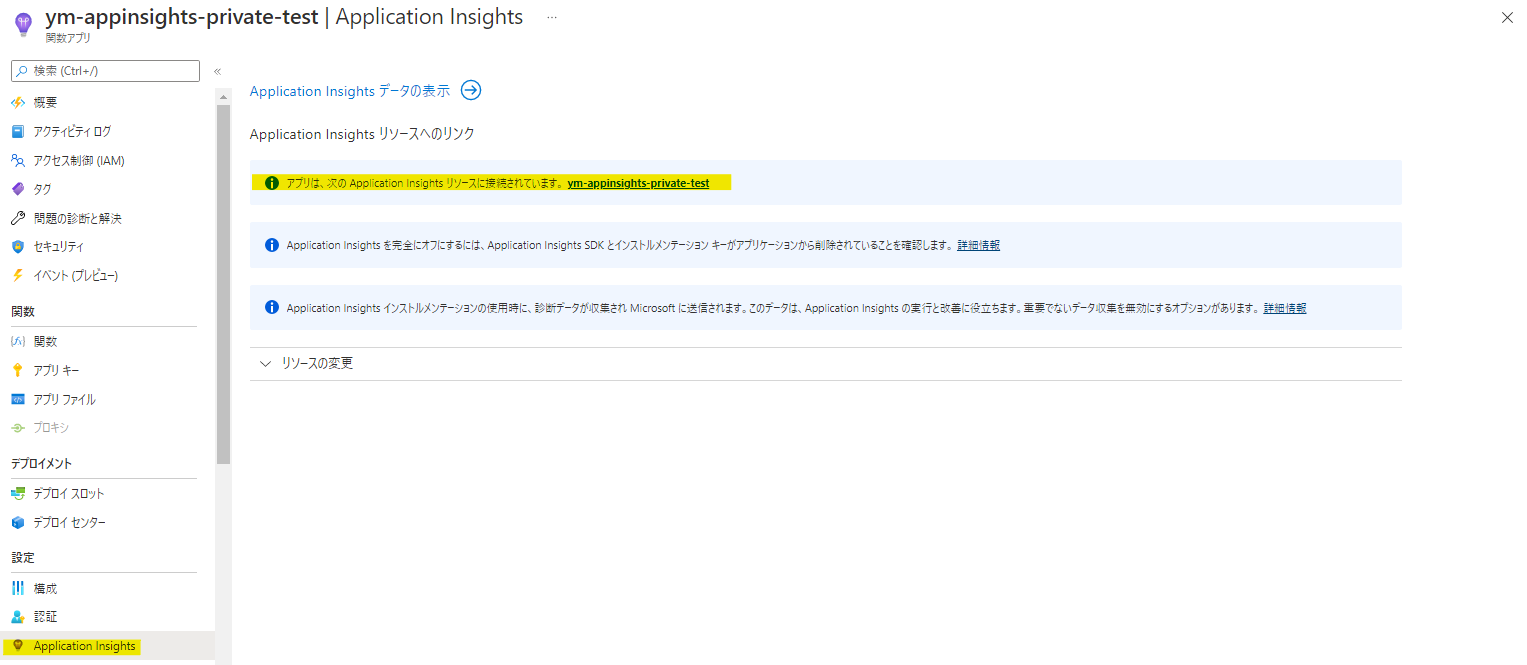 ym-appinsights-private-test | Application Insights ...
関数アプリ
検索 (Ctrl+/)
«
概要
アクティビティ ログ
アクセス制御 (IAM)
タグ
問題の診断と解決
セキュリティ
イベント (プレビュー)
関数
関数
アプリ キー
アプリ ファイル
プロキシ
デプロイメント
デプロイ スロット
デプロイ センター
設定
構成
認証
Application Insights
Application Insights データの表示
Application Insights リソースへのリンク
アプリは、次の Application Insights リソースに接続されています。 ym-appinsights-private-test
Application Insights を完全にオフにするには、Application Insights SDK とインストルメンテーション キーがアプリケーションから削除されていることを確認します。 詳細情報
Application Insights インストルメンテーションの使用時に、診断データが収集され Microsoft に送信されます。このデータは、Application Insights の実行と改善に役立ちます。重要でないデータ収集を無効にするオプションがあります。 詳細情報
リソースの変更